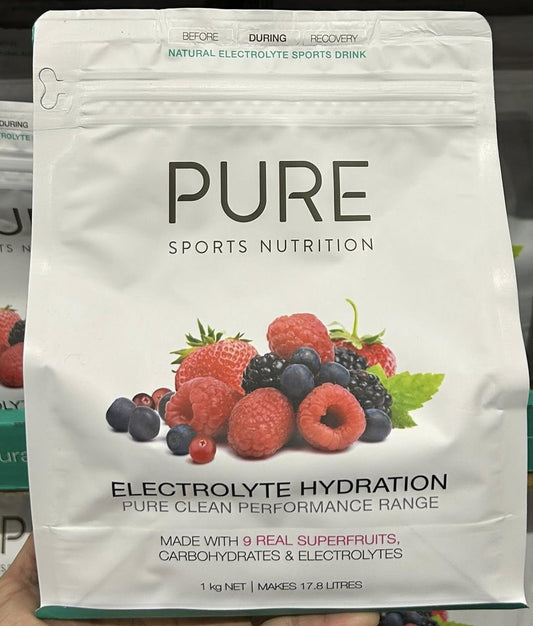 BEFORE DURING RECOVERY
NATURAL ELECTROLYTE SPORTS DRINK
PURE
SPORTS NUTRITION
ELECTROLYTE HYDRATION
PURE CLEAN PERFORMANCE RANGE
MADE WITH 9 REAL SUPERFRUITS,
CARBOHYDRATES & ELECTROLYTES
1 kg NET | MAKES 17.8 LITRES
DURING